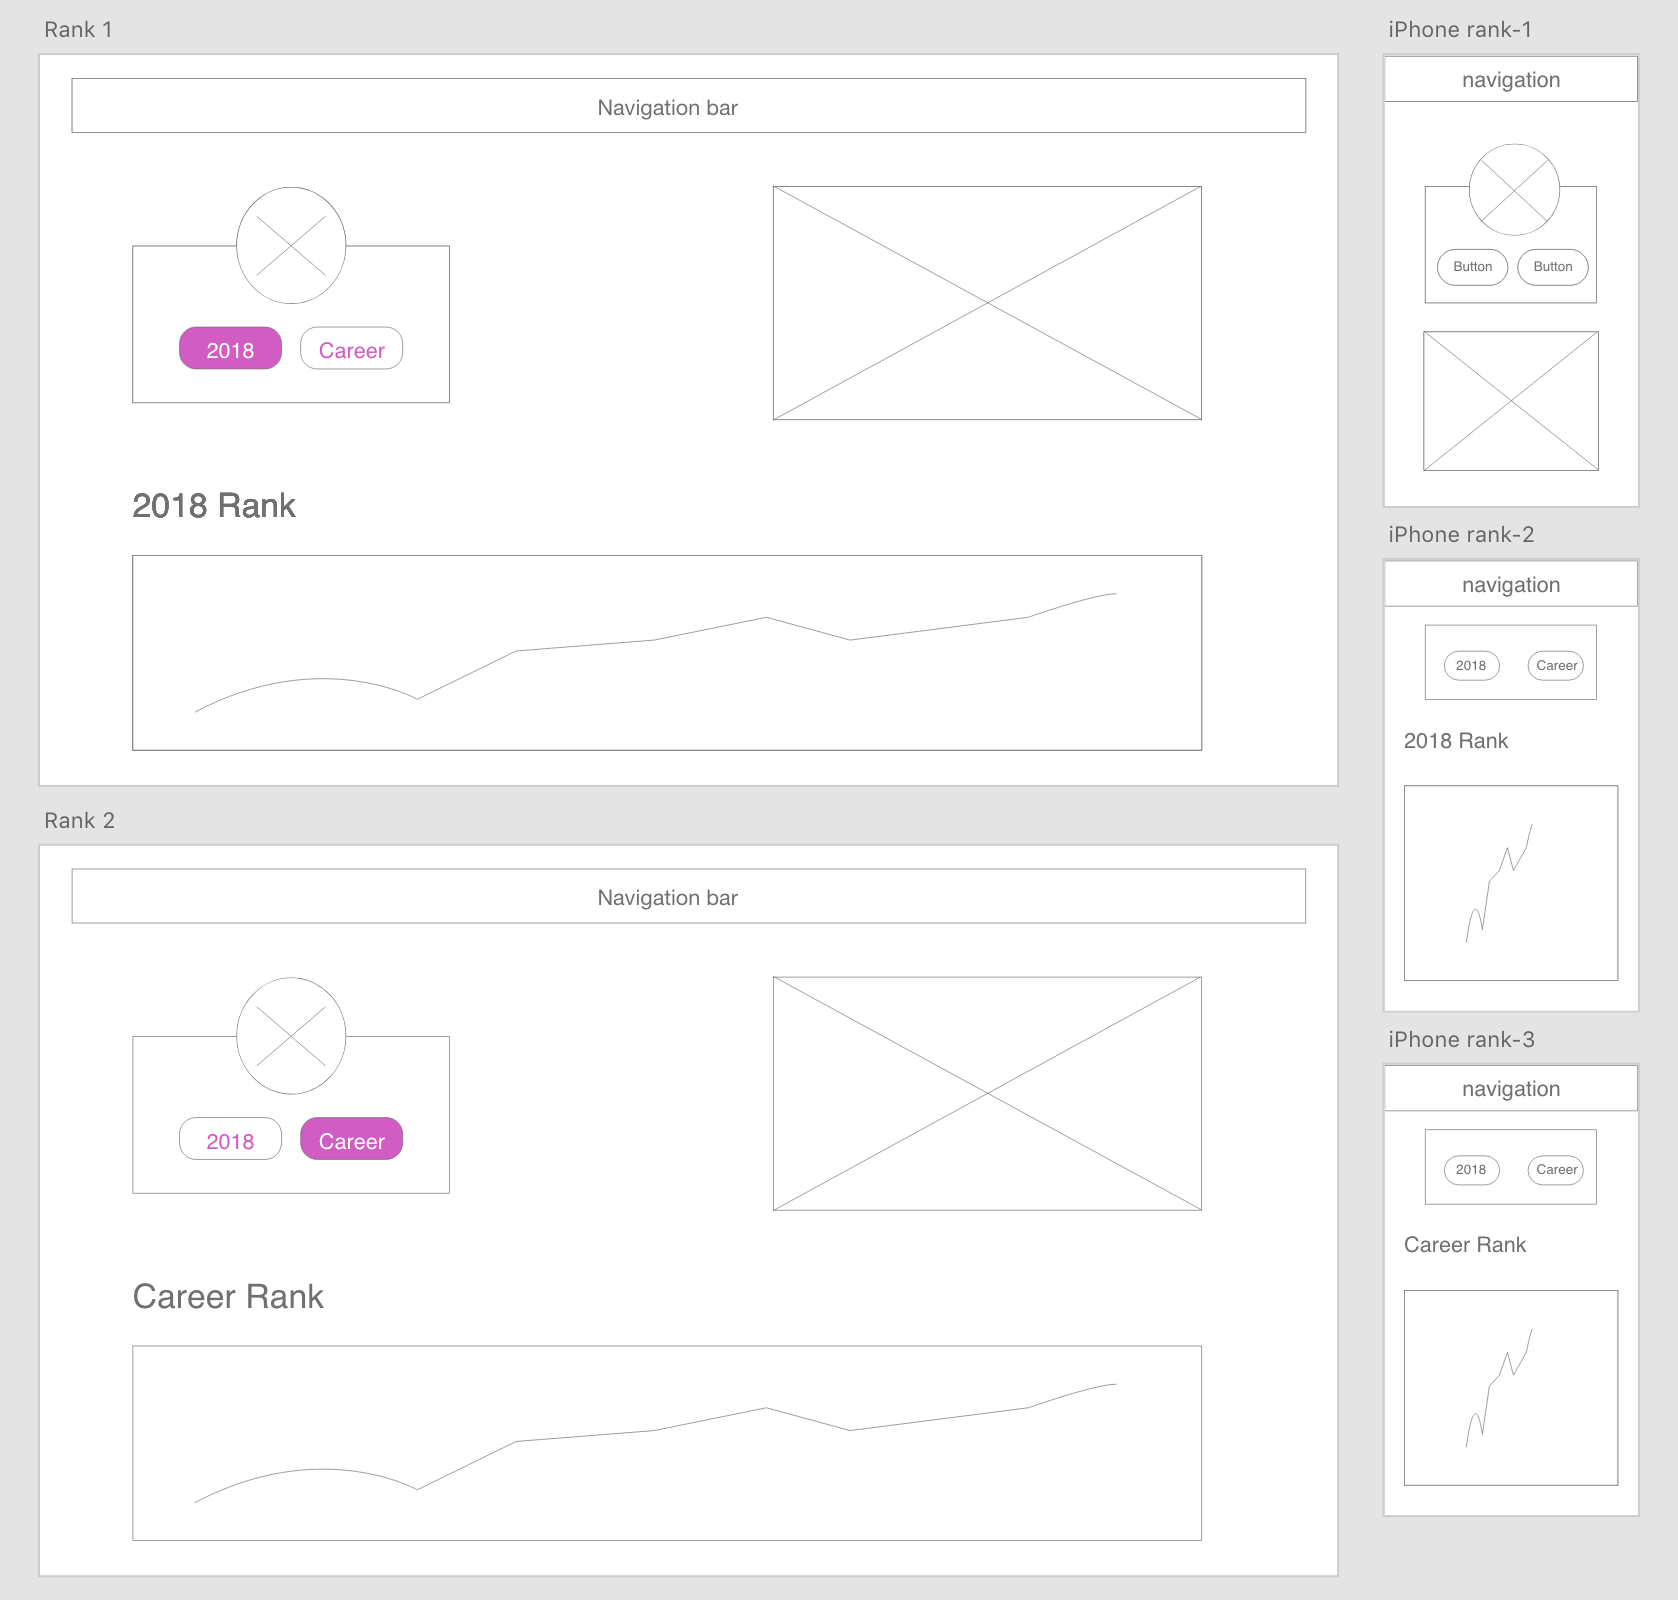 Rank 1
Navigation bar
2018
Career
2018 Rank
Rank 2
Navigation bar
2018
Career
Career Rank
iPhone rank-1
navigation
Button
Button
iPhone rank-2
navigation
2018
Career
2018 Rank
iPhone rank-3
navigation
2018
Career
Career Rank